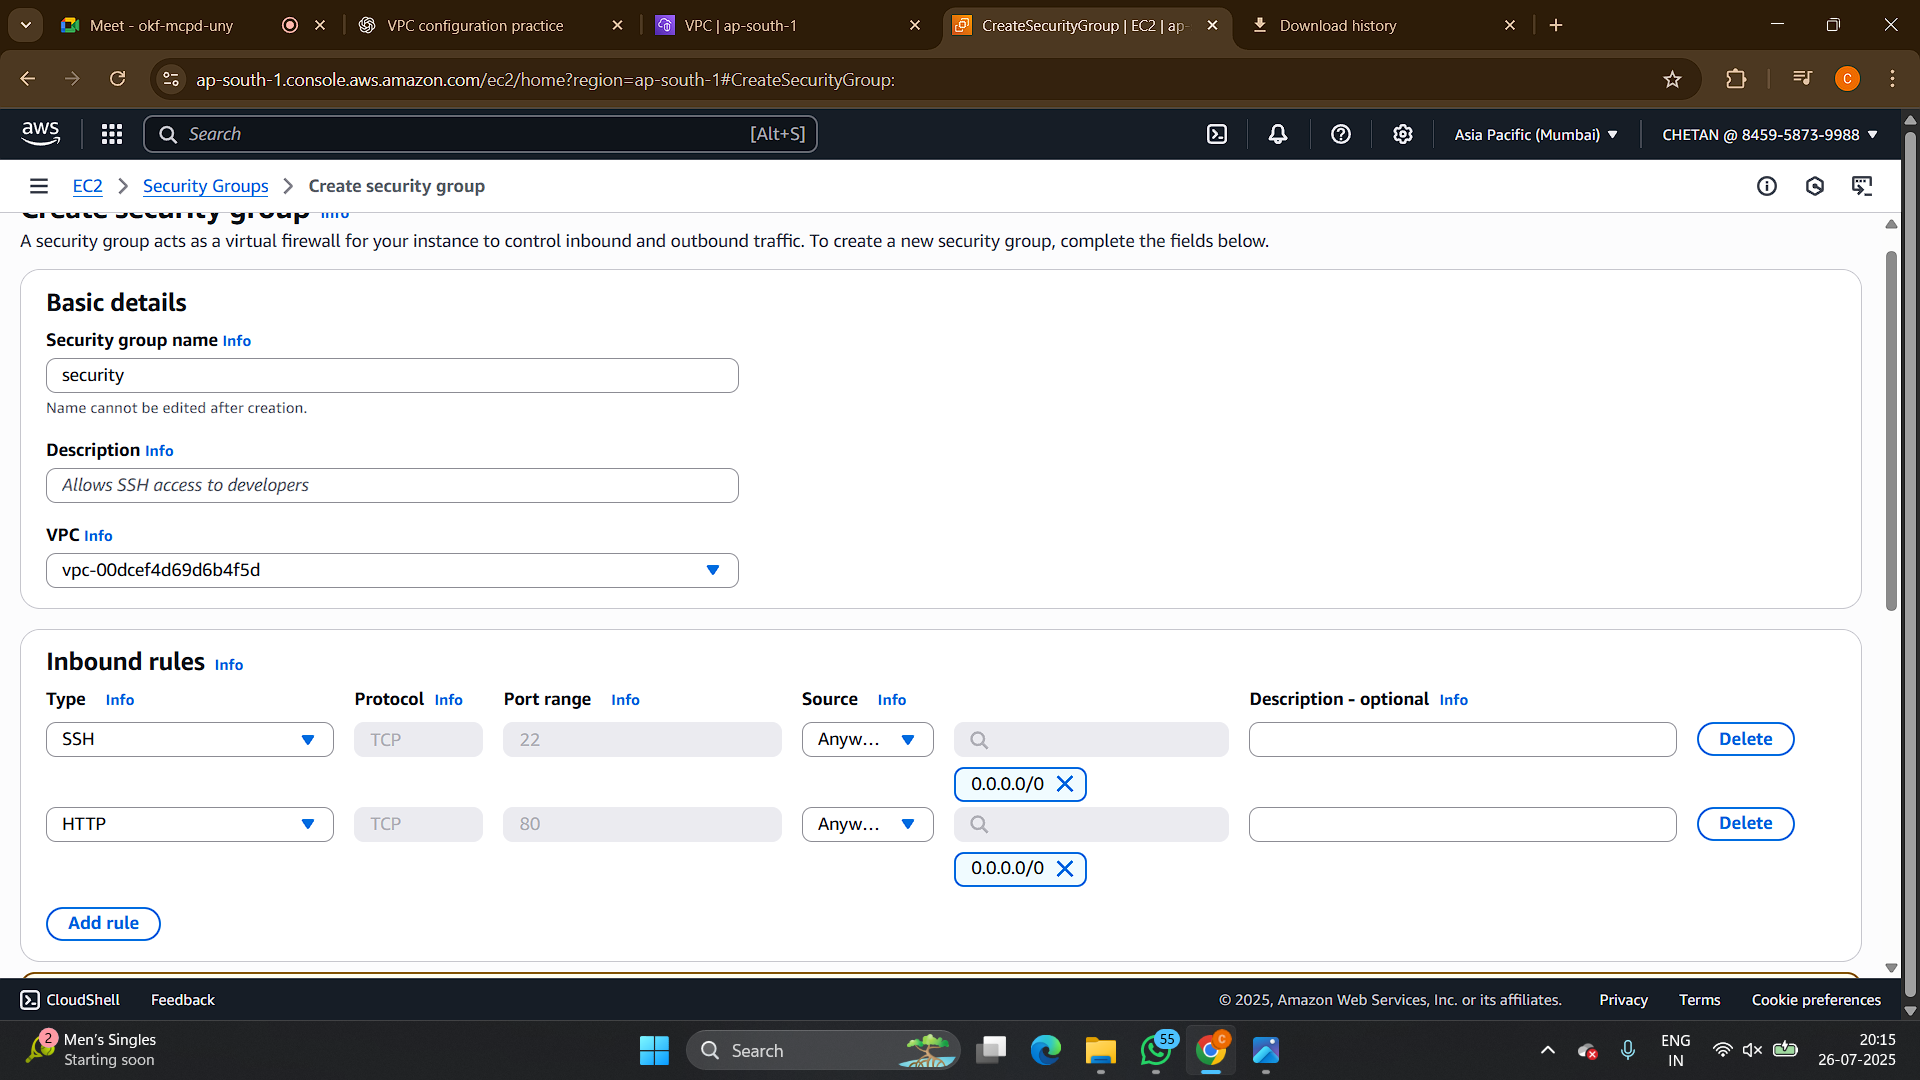 Meet - okf-mcpd-uny
VPC configuration practice
VPC | ap-south-1
CreateSecurityGroup | EC2 | ap-
Download history
ap-south-1.console.aws.amazon.com/ec2/home?region=ap-south-1#CreateSecurityGroup:
C
aws
Search
[Alt+S]
Asia Pacific (Mumbai)
CHETAN @ 8459-5873-9988
EC2
Security Groups
Create security group
Create security group Info
A security group acts as a virtual firewall for your instance to control inbound and outbound traffic. To create a new security group, complete the fields below.
Basic details
Security group name Info
security
Name cannot be edited after creation.
Description Info
Allows SSH access to developers
VPC Info
vpc-00dcef4d69d6b4f5d
Inbound rules Info
Type Info Protocol Info Port range Info Source Info Description - optional Info
SSH TCP 22 Anyw... Delete
0.0.0.0/0
HTTP TCP 80 Anyw... Delete
0.0.0.0/0
Add rule
CloudShell Feedback © 2025, Amazon Web Services, Inc. or its affiliates. Privacy Terms Cookie preferences
2
Men's Singles
Starting soon
Search
55
C
ENG
IN
20:15
26-07-2025